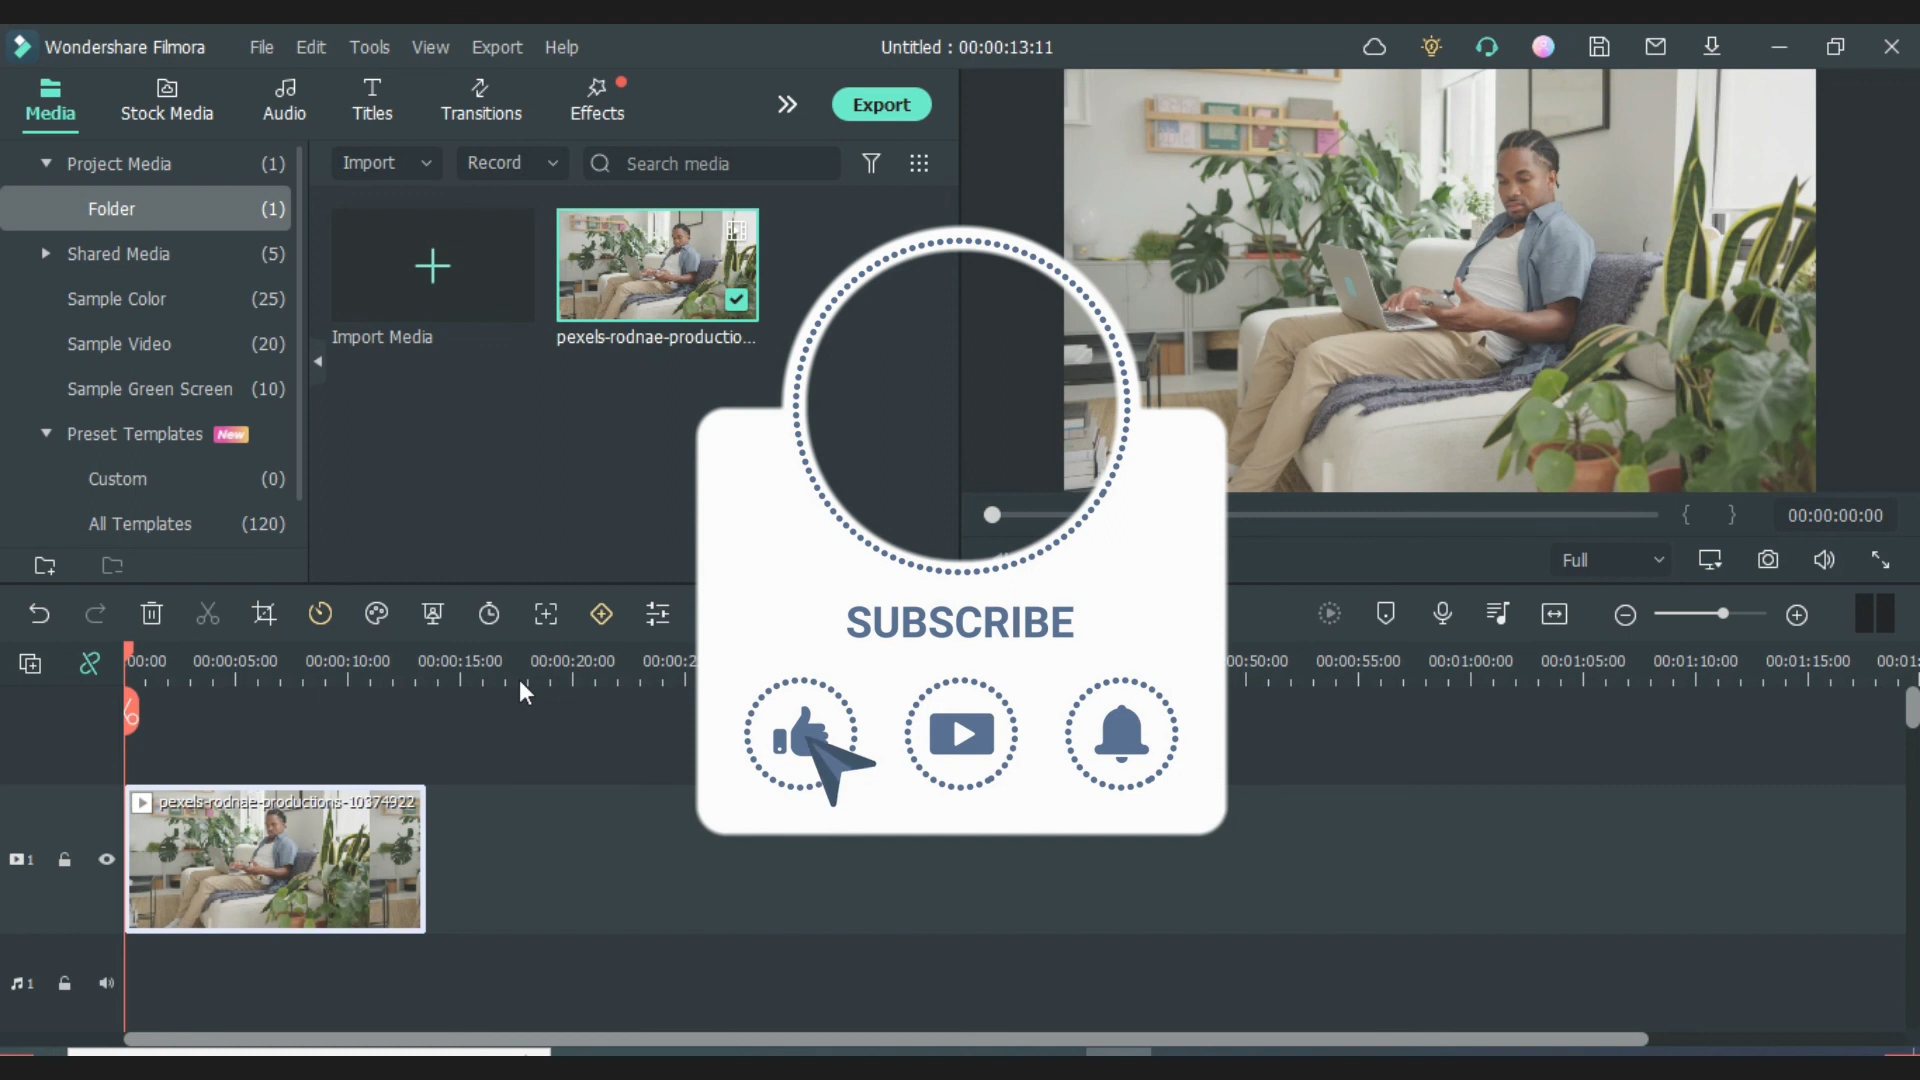 Wondershare Filmora File Edit Tools View Export Help Untitled : 00:00:13:11
Media Stock Media Audio Titles Transitions Effects Export
Project Media (1) Import Record Search media
Folder (1)
Shared Media (5)
Sample Color (25)
Sample Video (20)
Import Media pexels-rodnae-productio...
Sample Green Screen (10)
Preset Templates New
Custom (0)
All Templates (120)
00:00:00:00
Full
SUBSCRIBE
00:00 00:00:05:00 00:00:10:00 00:00:15:00 00:00:20:00 00:00:2 00:50:00 00:00:55:00 00:01:00:00 00:01:05:00 00:01:10:00 00:01:15:00 00:01:
pexels-rodnae-productions-10374922
1
1